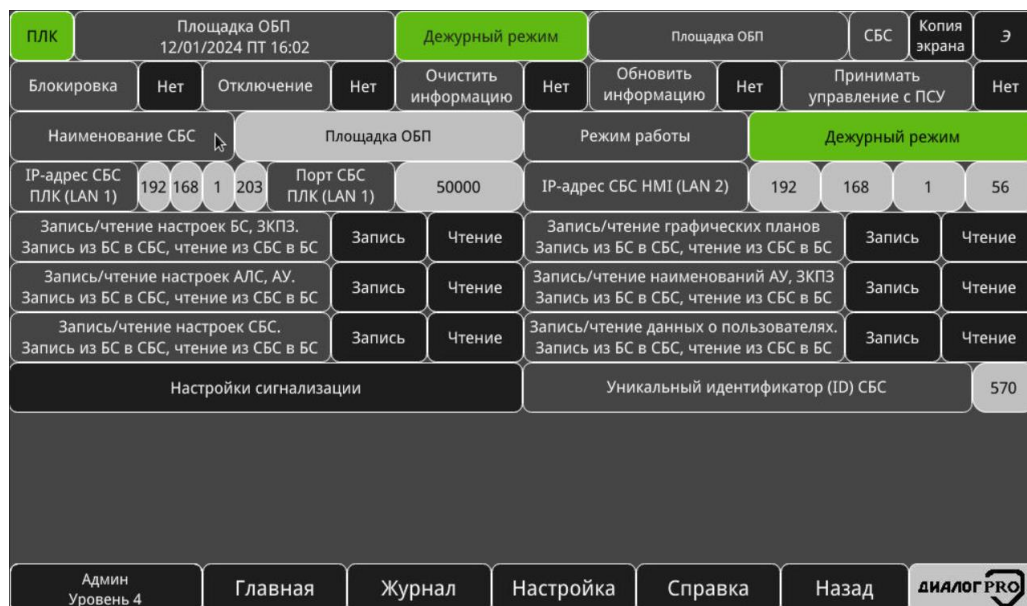 ПЛК
Площадка ОБП
12/01/2024 ПТ 16:02
Дежурный режим
Площадка ОБП
СБС
Копия
экрана
Э
Блокировка
Нет
Отключение
Нет
Очистить
информацию
Нет
Обновить
информацию
Нет
Принимать
управление с ПСУ
Нет
Наименование СБС
Площадка ОБП
Режим работы
Дежурный режим
IP-адрес СБС
ПЛК (LAN 1)
192 168 1 203
Порт СБС
ПЛК (LAN 1)
50000
IP-адрес СБС HMI (LAN 2)
192 168 1 56
Запись/чтение настроек БС, ЗКПЗ.
Запись из БС в СБС, чтение из СБС в БС
Запись
Чтение
Запись/чтение графических планов
Запись из БС в СБС, чтение из СБС в БС
Запись
Чтение
Запись/чтение настроек АЛС, АУ.
Запись из БС в СБС, чтение из СБС в БС
Запись
Чтение
Запись/чтение наименований АУ, ЗКПЗ
Запись из БС в СБС, чтение из СБС в БС
Запись
Чтение
Запись/чтение настроек СБС.
Запись из БС в СБС, чтение из СБС в БС
Запись
Чтение
Запись/чтение данных о пользователях.
Запись из БС в СБС, чтение из СБС в БС
Запись
Чтение
Настройки сигнализации
Уникальный идентификатор (ID) СБС
570
Админ
Уровень 4
Главная
Журнал
Настройка
Справка
Назад
ДИАЛОГ PRO